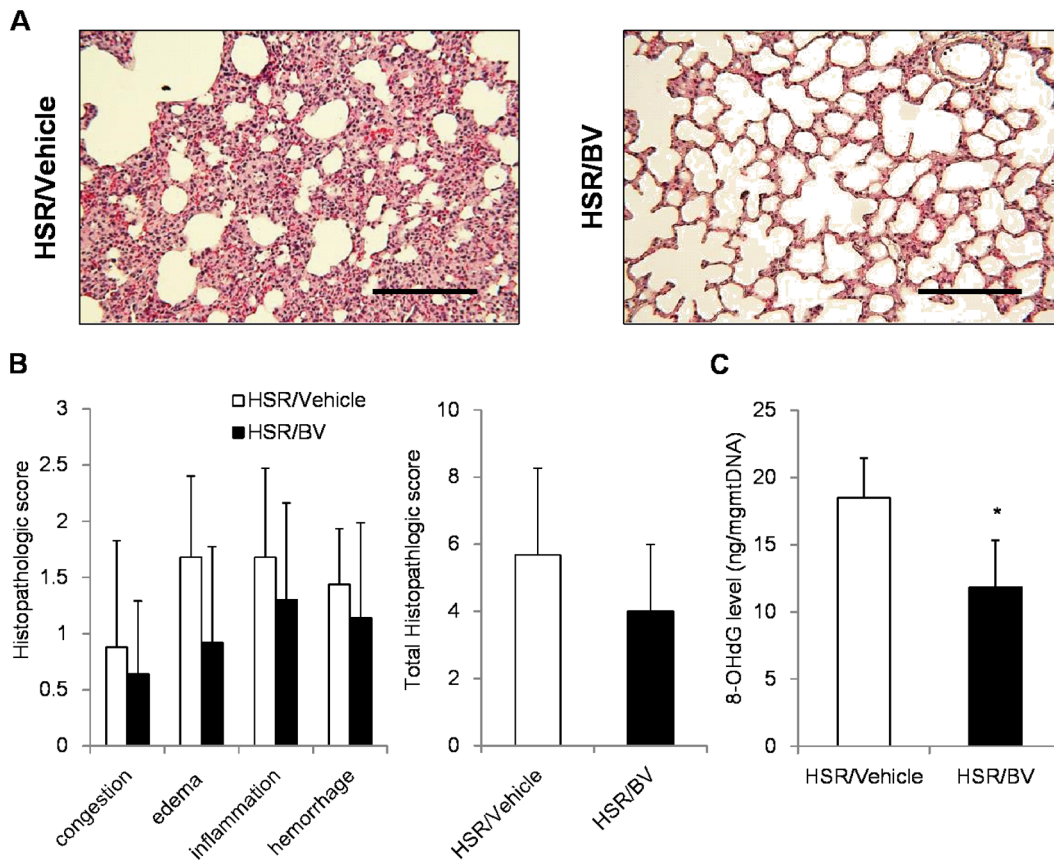 A
HSR/Vehicle
HSR/BV
B
HSR/Vehicle
HSR/BV
Histopathologic score
3
2.5
2
1.5
1
0.5
0
congestion
edema
inflammation
hemorrhage
Total Histopathlogic score
10
8
6
4
2
0
HSR/Vehicle
HSR/BV
C
8-OHdG level (ng/mgmtDNA)
25
20
15
10
5
0
*
HSR/Vehicle
HSR/BV